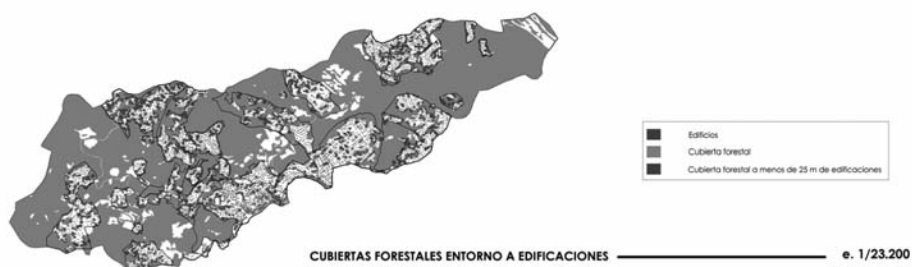 Edificios
Cubierta forestal
Cubierta forestal a menos de 25 m de edificaciones
CUBIERTAS FORESTALES ENTORNO A EDIFICACIONES e. 1/23.200